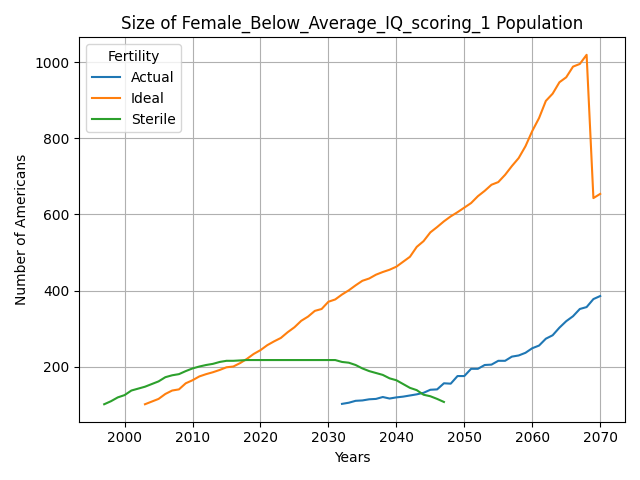 Size of Female_Below_Average_IQ_scoring_1 Population
Fertility
Actual
Ideal
Sterile
Number of Americans
1000
800
600
400
200
2000 2010 2020 2030 2040 2050 2060 2070
Years